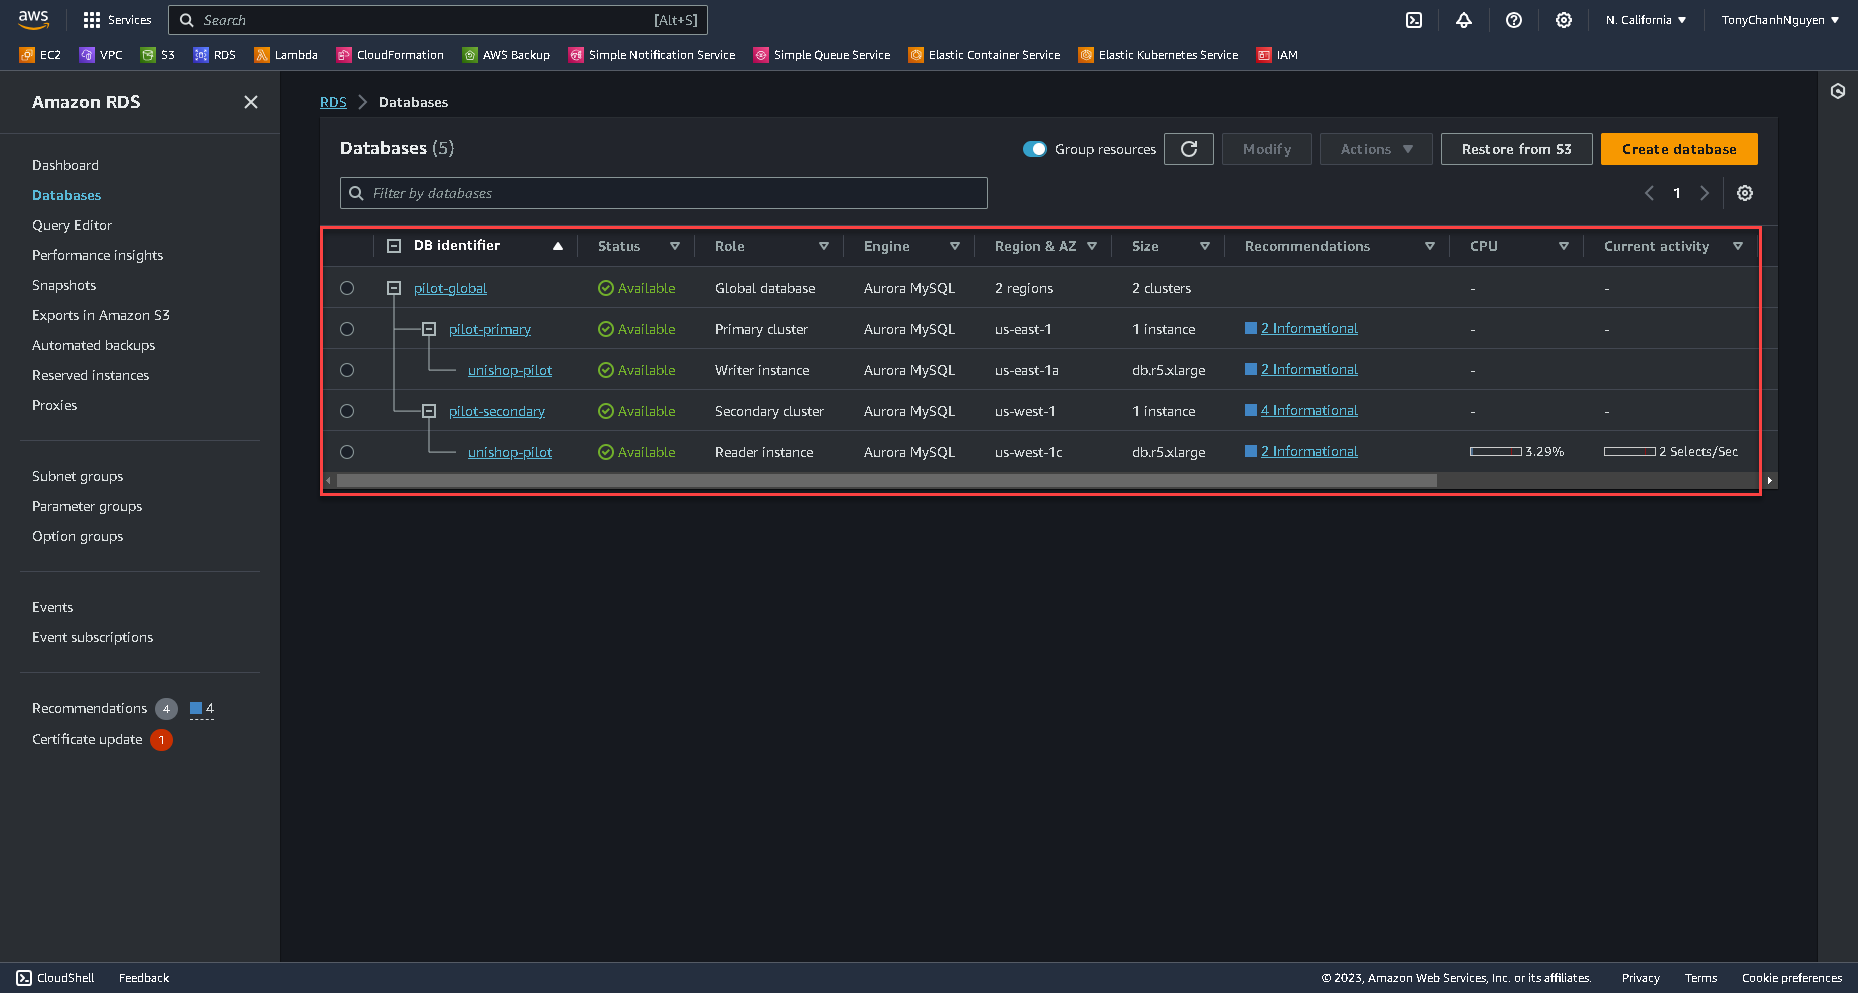 aws Services Search [Alt+S] N. California TonyChanhNguyen
EC2 VPC S3 RDS Lambda CloudFormation AWS Backup Simple Notification Service Simple Queue Service Elastic Container Service Elastic Kubernetes Service IAM
Amazon RDS
Dashboard
Databases
Query Editor
Performance insights
Snapshots
Exports in Amazon S3
Automated backups
Reserved instances
Proxies
Subnet groups
Parameter groups
Option groups
Events
Event subscriptions
Recommendations 4 4
Certificate update 1
RDS Databases
Databases (5) Group resources Modify Actions Restore from S3 Create database
Filter by databases 1
DB identifier Status Role Engine Region & AZ Size Recommendations CPU Current activity
pilot-global Available Global database Aurora MySQL 2 regions 2 clusters - -
pilot-primary Available Primary cluster Aurora MySQL us-east-1 1 instance 2 Informational - -
unishop-pilot Available Writer instance Aurora MySQL us-east-1a db.r5.xlarge 2 Informational -
pilot-secondary Available Secondary cluster Aurora MySQL us-west-1 1 instance 4 Informational - -
unishop-pilot Available Reader instance Aurora MySQL us-west-1c db.r5.xlarge 2 Informational 3.29% 2 Selects/Sec
CloudShell Feedback © 2023, Amazon Web Services, Inc. or its affiliates. Privacy Terms Cookie preferences